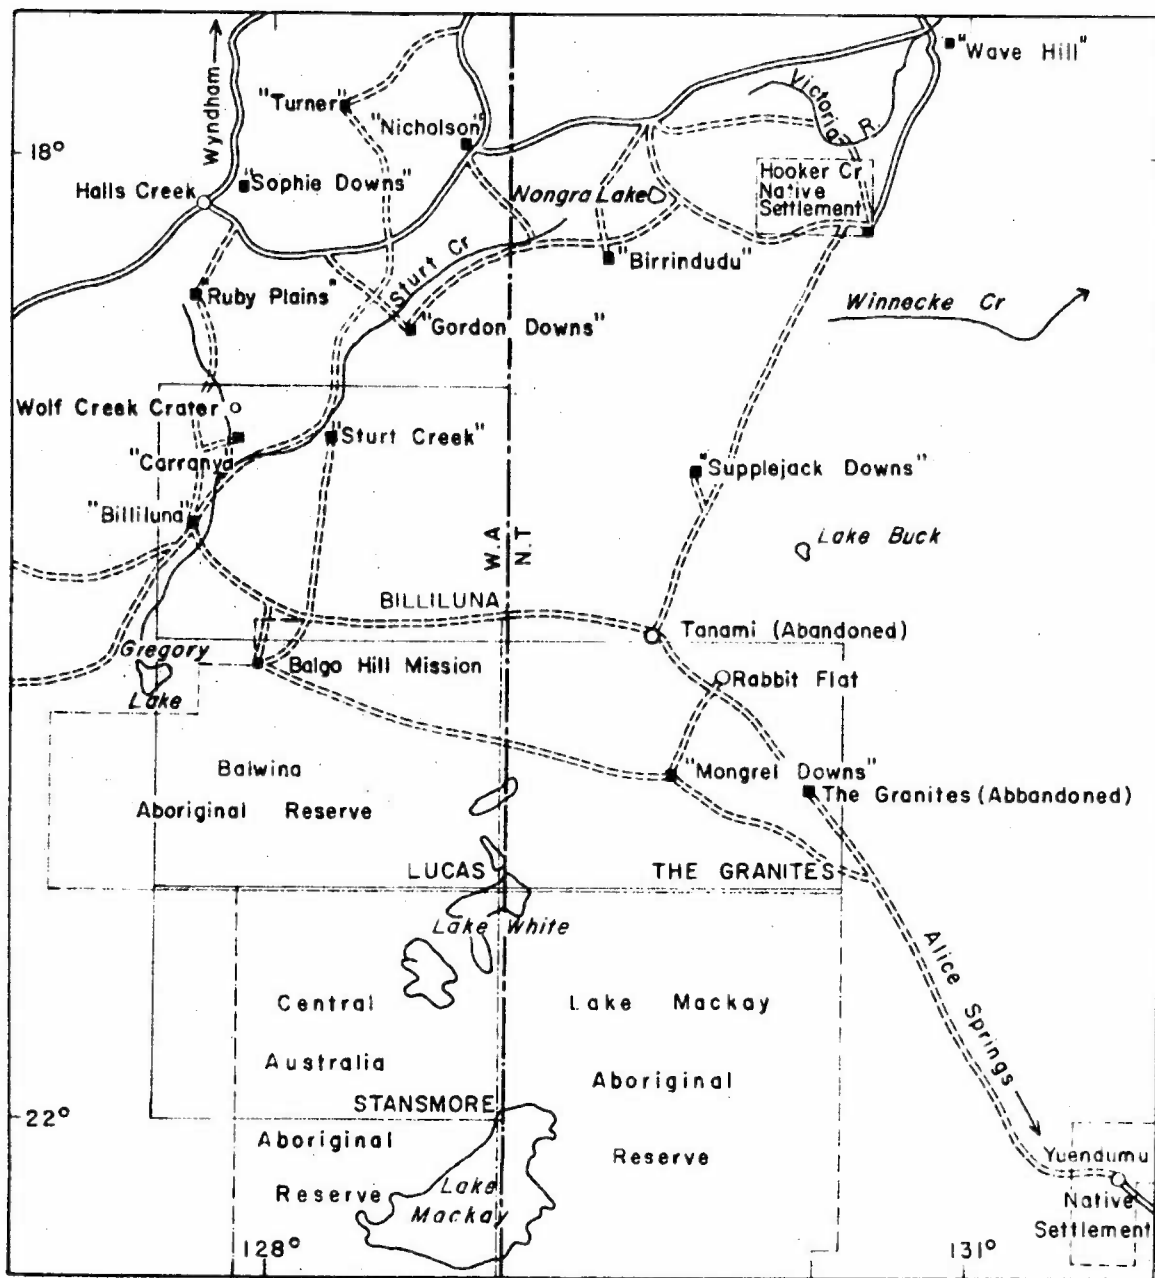 "Wave Hill"
Wyndham
"Turner"
Victoria R.
"Nicholson"
18°
Halls Creek
"Sophie Downs"
Nongra Lake
Hooker Cr
Native
Settlement
Sturt Cr
"Birrindudu"
"Ruby Plains"
"Gordon Downs"
Winnecke Cr
Wolf Creek Crater
"Sturt Creek"
"Carranya
"Supplejack Downs"
"Billiluna"
Lake Buck
W.A
N.T
BILLILUNA
Tanami (Abandoned)
Gregory
Lake
Balgo Hill Mission
Rabbit Flat
Balwina
Aboriginal Reserve
"Mongrel Downs"
The Granites (Abbandoned)
LUCAS
THE GRANITES
Lake White
Alice Springs
Central
Australia
Aboriginal
Reserve
Lake Mackay
Aboriginal
Reserve
STANSMORE
22°
Lake
Mackay
Yuendumu
Native
Settlement
128°
131°